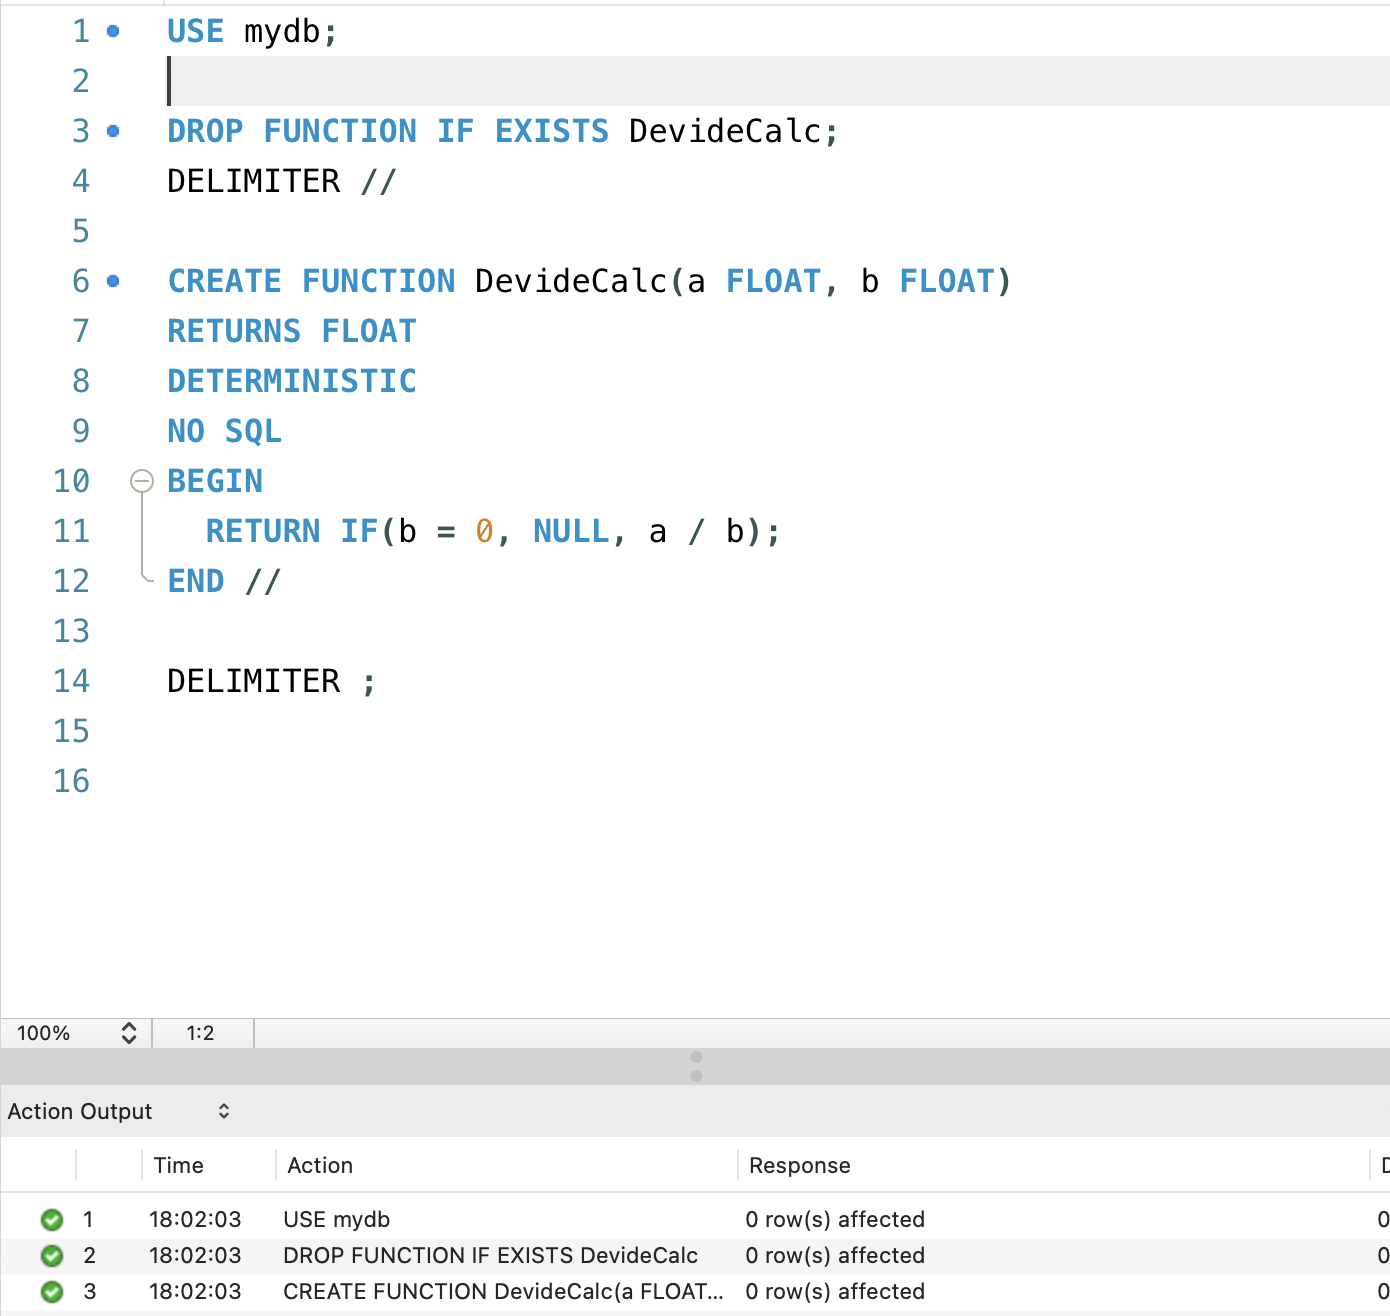 1 USE mydb;
2
3 DROP FUNCTION IF EXISTS DevideCalc;
4 DELIMITER //
5
6 CREATE FUNCTION DevideCalc(a FLOAT, b FLOAT)
7 RETURNS FLOAT
8 DETERMINISTIC
9 NO SQL
10 BEGIN
11 RETURN IF(b = 0, NULL, a / b);
12 END //
13
14 DELIMITER ;
15
16
100% 1:2
Action Output
Time Action Response D
1 18:02:03 USE mydb 0 row(s) affected 0
2 18:02:03 DROP FUNCTION IF EXISTS DevideCalc 0 row(s) affected 0
3 18:02:03 CREATE FUNCTION DevideCalc(a FLOAT... 0 row(s) affected 0